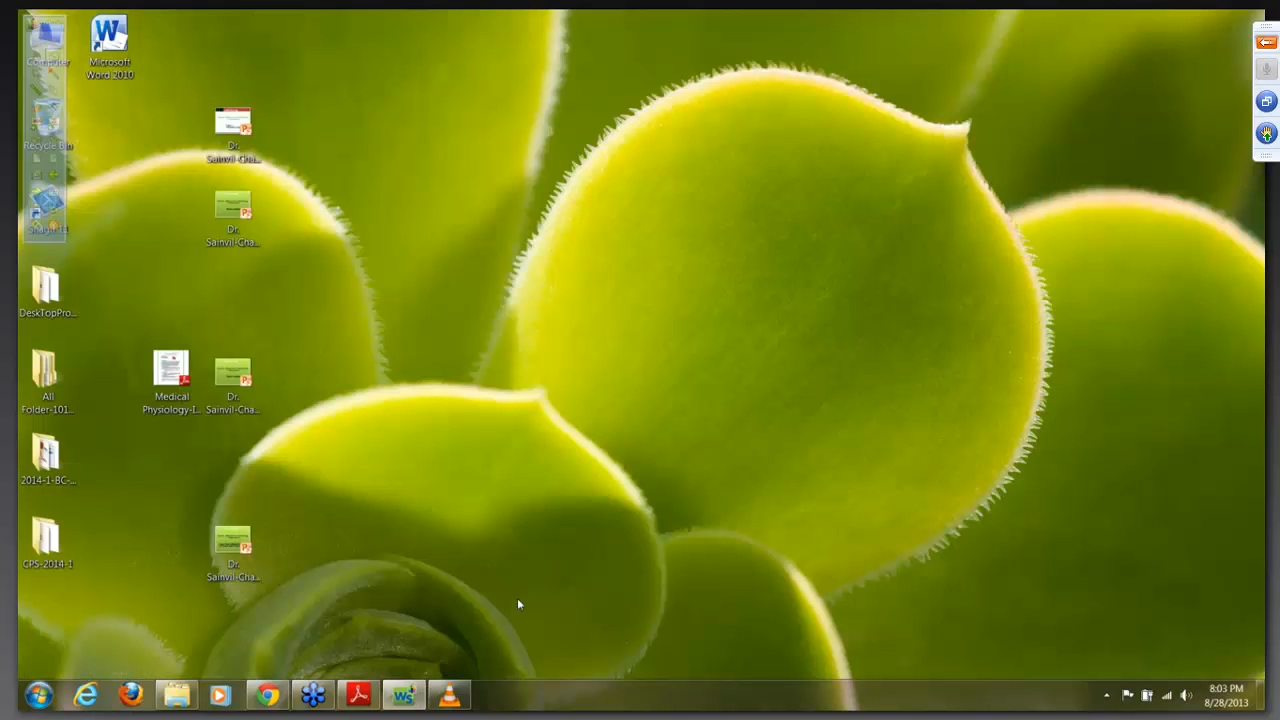 Computer
Microsoft
Word 2010
Recycle Bin
Dr.
Sainvil-Cha...
SnagIt 11
Dr.
Sainvil-Cha...
DeskTopPro...
All
Folder-101...
Medical
Physiology-I...
Dr.
Sainvil-Cha...
2014-1-BC-...
CPS-2014-1
Dr.
Sainvil-Cha...
8:03 PM
8/28/2013